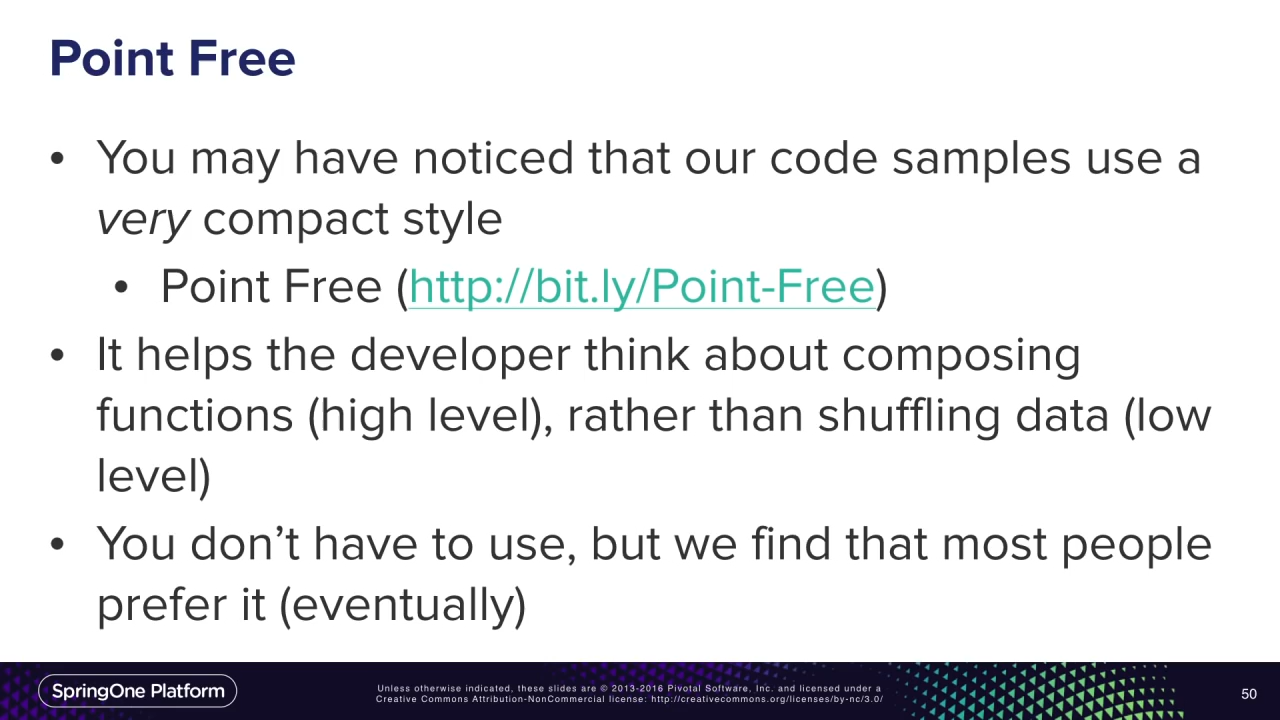 Point Free
• You may have noticed that our code samples use a
very compact style
• Point Free (http://bit.ly/Point-Free)
• It helps the developer think about composing
functions (high level), rather than shuffling data (low
level)
• You don’t have to use, but we find that most people
prefer it (eventually)
SpringOne Platform
Unless otherwise indicated, these slides are © 2013-2016 Pivotal Software, Inc. and licensed under a
Creative Commons Attribution-NonCommercial license: http://creativecommons.org/licenses/by-nc/3.0/
50